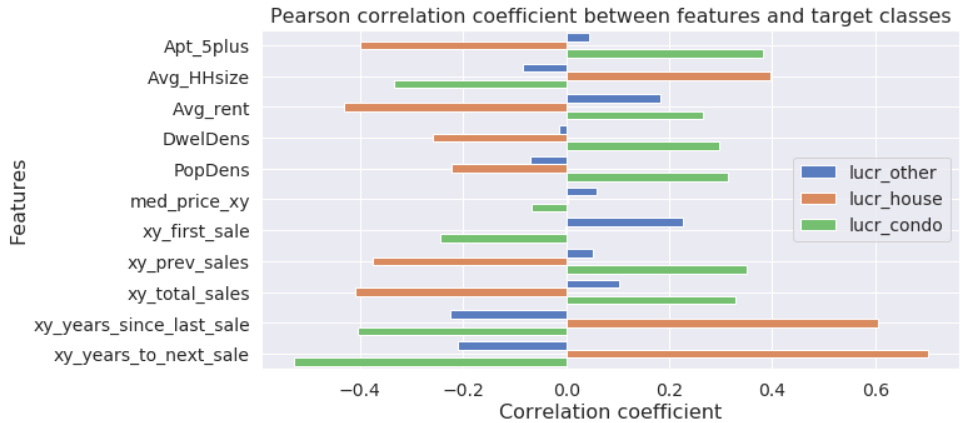 Pearson correlation coefficient between features and target classes
Features
Apt_5plus
Avg_HHsize
Avg_rent
DwelDens
PopDens
med_price_xy
xy_first_sale
xy_prev_sales
xy_total_sales
xy_years_since_last_sale
xy_years_to_next_sale
lucr_other
lucr_house
lucr_condo
−0.4 −0.2 0.0 0.2 0.4 0.6
Correlation coefficient